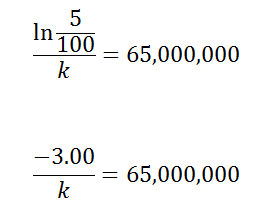 ln 5/100 / k = 65,000,000
−3.00 / k = 65,000,000